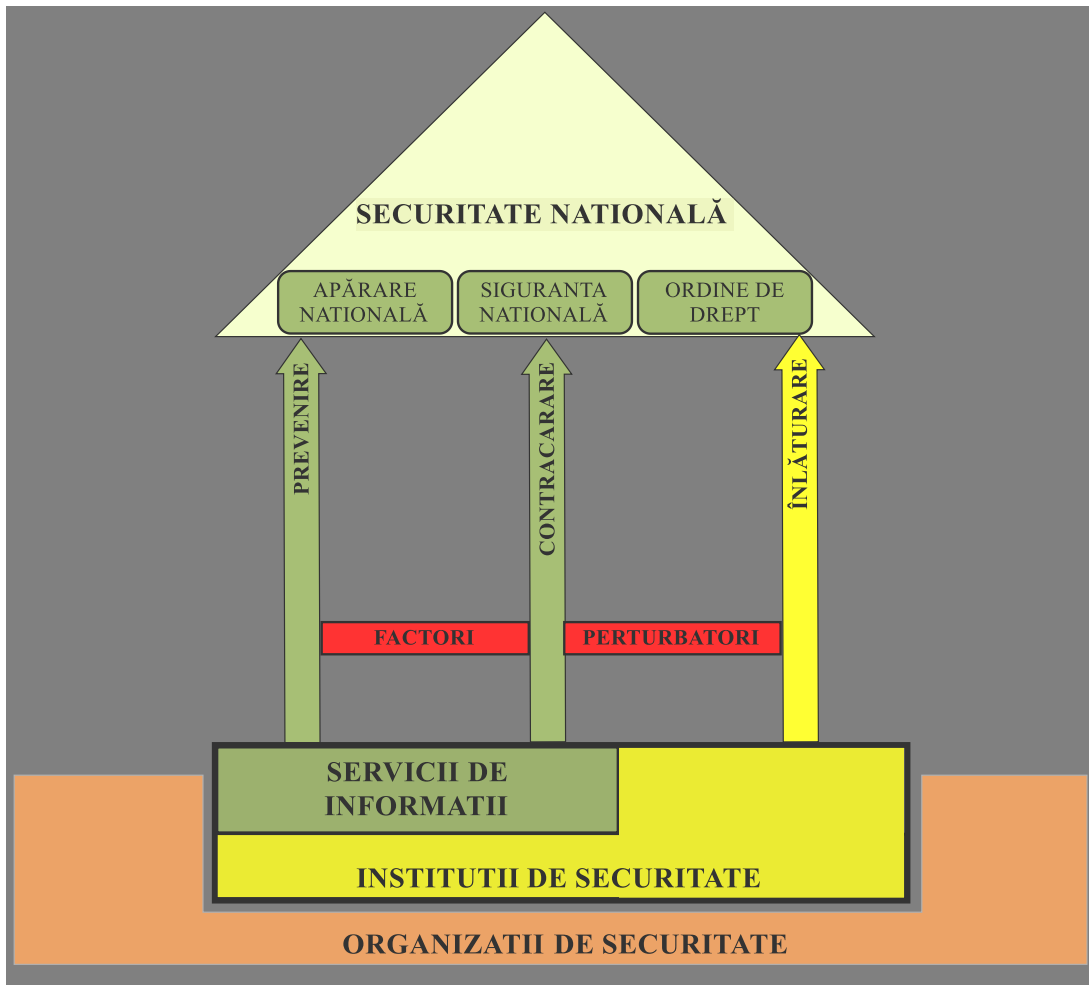 SECURITATE NATIONALĂ
APĂRARE
NATIONALĂ
SIGURANTA
NATIONALĂ
ORDINE DE
DREPT
PREVENIRE
CONTRACARARE
ÎNLĂTURARE
FACTORI
PERTURBATORI
SERVICII DE
INFORMATII
INSTITUTII DE SECURITATE
ORGANIZATII DE SECURITATE